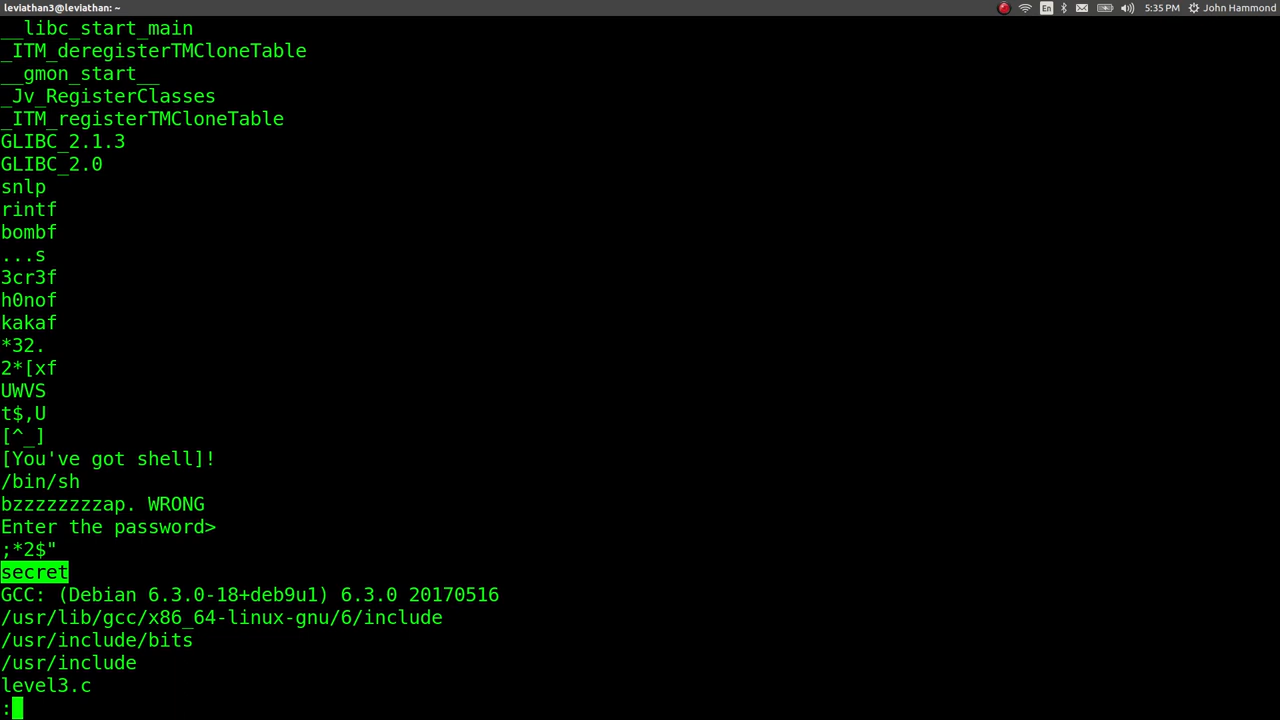 leviathan3@leviathan: ~
En
5:35 PM
John Hammond
__libc_start_main
_ITM_deregisterTMCloneTable
__gmon_start__
_Jv_RegisterClasses
_ITM_registerTMCloneTable
GLIBC_2.1.3
GLIBC_2.0
snlp
rintf
bombf
...s
3cr3f
h0nof
kakaf
*32.
2*[xf
UWVS
t$,U
[^_]
[You've got shell]!
/bin/sh
bzzzzzzzzap. WRONG
Enter the password>
;*2$"
secret
GCC: (Debian 6.3.0-18+deb9u1) 6.3.0 20170516
/usr/lib/gcc/x86_64-linux-gnu/6/include
/usr/include/bits
/usr/include
level3.c
: